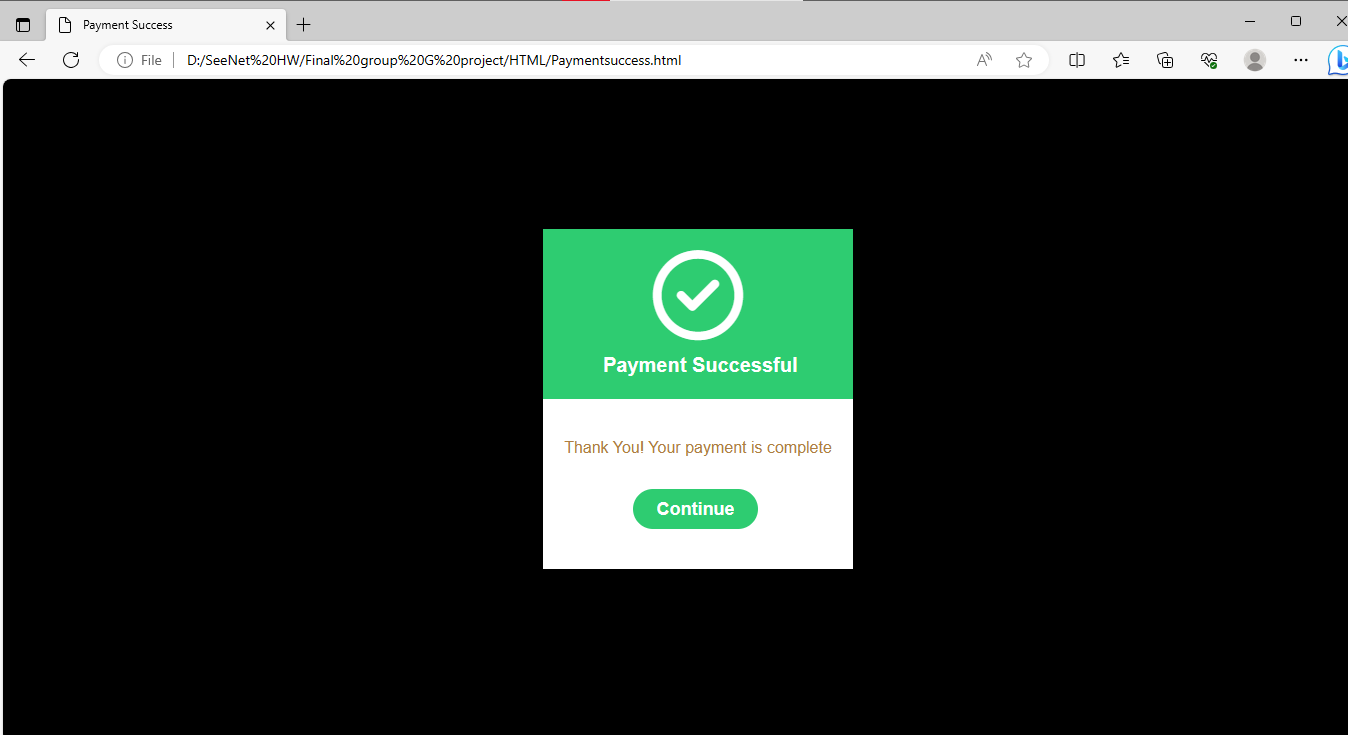 Payment Success
File D:/SeeNet%20HW/Final%20group%20G%20project/HTML/Paymentsuccess.html
Payment Successful
Thank You! Your payment is complete
Continue